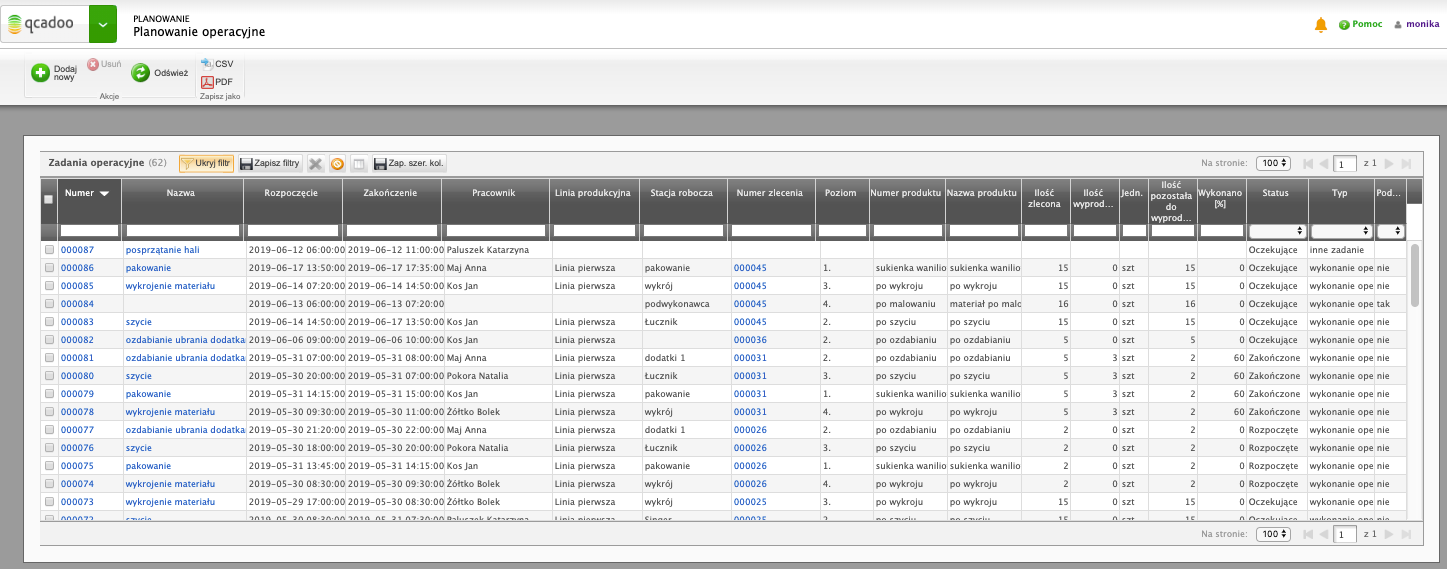 qcadoo
PLANOWANIE
Planowanie operacyjne
Pomoc monika
Dodaj nowy Usuń Odśwież CSV
PDF
Akcje Zapisz jako
Zadania operacyjne (62) Ukryj filtr Zapisz filtry Zap. szer. kol. Na stronie: 100 1 z 1
Numer Nazwa Rozpoczęcie Zakończenie Pracownik Linia produkcyjna Stacja robocza Numer zlecenia Poziom Numer produktu Nazwa produktu Ilość zlecona Ilość wyprod... Jedn. Ilość pozostała do wyprod... Wykonano [%] Status Typ Pod...
000087 posprzątanie hali 2019-06-12 06:00:00 2019-06-12 11:00:00 Paluszek Katarzyna Oczekujące inne zadanie
000086 pakowanie 2019-06-17 13:50:00 2019-06-17 17:35:00 Maj Anna Linia pierwsza pakowanie 000045 1. sukienka wanilio sukienka wanilio 15 0 szt 15 0 Oczekujące wykonanie ope nie
000085 wykrojenie materiału 2019-06-14 07:20:00 2019-06-14 14:50:00 Kos Jan Linia pierwsza wykrój 000045 3. po wykroju po wykroju 15 0 szt 15 0 Oczekujące wykonanie ope nie
000084 2019-06-13 06:00:00 2019-06-13 07:20:00 podwykonawca 000045 4. po malowaniu materiał po malo 16 0 szt 16 0 Oczekujące wykonanie ope tak
000083 szycie 2019-06-14 14:50:00 2019-06-17 13:50:00 Kos Jan Linia pierwsza Łucznik 000045 2. po szyciu po szyciu 15 0 szt 15 0 Oczekujące wykonanie ope nie
000082 ozdabianie ubrania dodatka 2019-06-06 09:00:00 2019-06-06 10:00:00 Kos Jan Linia pierwsza 000036 2. po ozdabianiu po ozdabianiu 5 0 szt 5 0 Oczekujące wykonanie ope nie
000081 ozdabianie ubrania dodatka 2019-05-31 07:00:00 2019-05-31 08:00:00 Maj Anna Linia pierwsza dodatki 1 000031 2. po ozdabianiu po ozdabianiu 5 3 szt 2 60 Zakończone wykonanie ope nie
000080 szycie 2019-05-30 20:00:00 2019-05-31 07:00:00 Pokora Natalia Linia pierwsza Łucznik 000031 3. po szyciu po szyciu 5 3 szt 2 60 Zakończone wykonanie ope nie
000079 pakowanie 2019-05-31 14:15:00 2019-05-31 15:00:00 Kos Jan Linia pierwsza pakowanie 000031 1. sukienka wanilio sukienka wanilio 5 3 szt 2 60 Zakończone wykonanie ope nie
000078 wykrojenie materiału 2019-05-30 09:30:00 2019-05-30 11:00:00 Żółtko Bolek Linia pierwsza wykrój 000031 4. po wykroju po wykroju 5 3 szt 2 60 Zakończone wykonanie ope nie
000077 ozdabianie ubrania dodatka 2019-05-30 21:20:00 2019-05-30 22:00:00 Maj Anna Linia pierwsza dodatki 1 000026 2. po ozdabianiu po ozdabianiu 2 0 szt 2 0 Rozpoczęte wykonanie ope nie
000076 szycie 2019-05-30 18:00:00 2019-05-30 20:00:00 Pokora Natalia Linia pierwsza Łucznik 000026 3. po szyciu po szyciu 2 0 szt 2 0 Rozpoczęte wykonanie ope nie
000075 pakowanie 2019-05-31 13:45:00 2019-05-31 14:15:00 Kos Jan Linia pierwsza pakowanie 000026 1. sukienka wanilio sukienka wanilio 2 0 szt 2 0 Rozpoczęte wykonanie ope nie
000074 wykrojenie materiału 2019-05-30 08:30:00 2019-05-30 09:30:00 Żółtko Bolek Linia pierwsza wykrój 000026 4. po wykroju po wykroju 2 0 szt 2 0 Rozpoczęte wykonanie ope nie
000073 wykrojenie materiału 2019-05-29 17:00:00 2019-05-30 08:30:00 Żółtko Bolek Linia pierwsza wykrój 000025 3. po wykroju po wykroju 15 0 szt 15 0 Oczekujące wykonanie ope nie
000072 szycie 2019-05-30 08:30:00 2019-05-31 07:30:00 Paluszek Katarzyna Linia pierwsza Singer 000025 2. po szyciu po szyciu 15 0 szt 15 0 Oczekujące wykonanie ope nie
Na stronie: 100 1 z 1